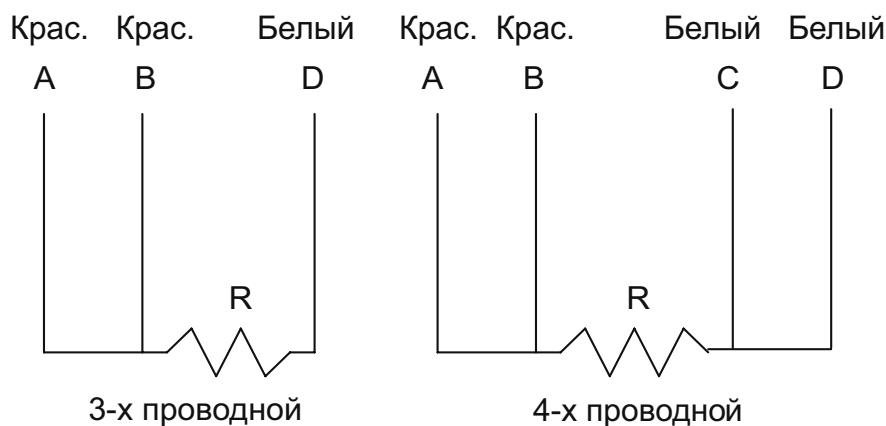 Крас. Крас. Белый Крас. Крас. Белый Белый
A B D A B C D
R R
3-х проводной 4-х проводной